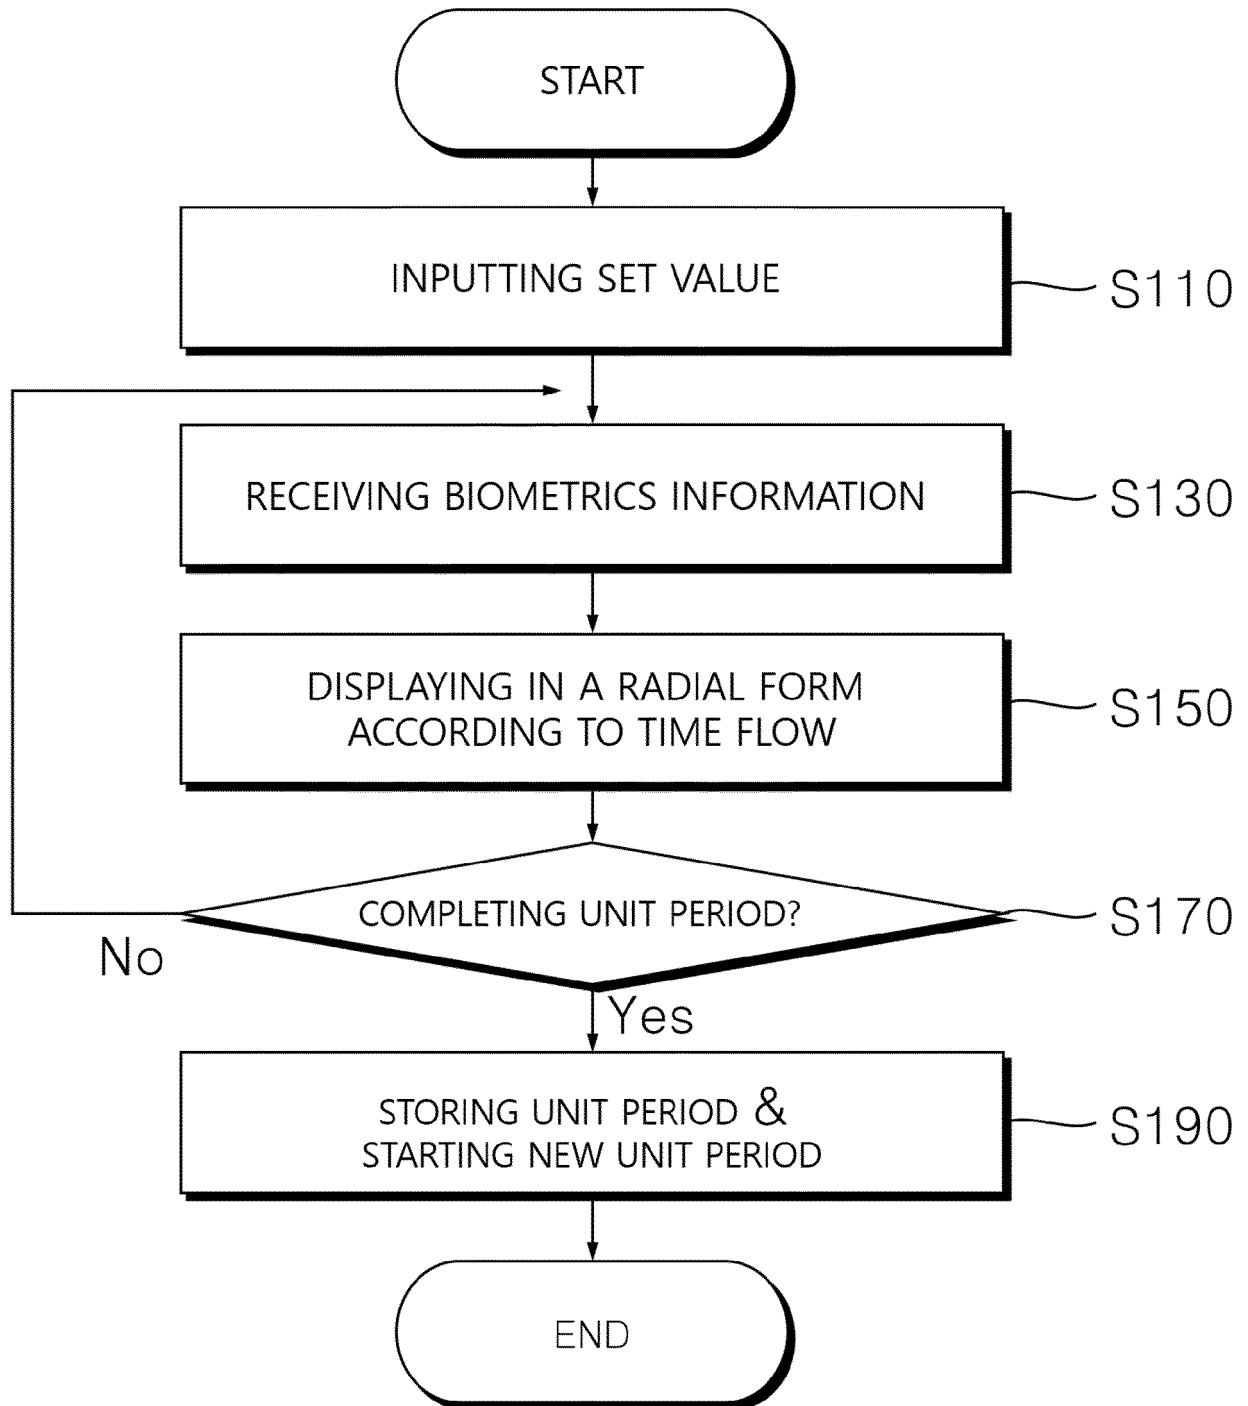 START
INPUTTING SET VALUE
S110
RECEIVING BIOMETRICS INFORMATION
S130
DISPLAYING IN A RADIAL FORM
ACCORDING TO TIME FLOW
S150
COMPLETING UNIT PERIOD?
S170
No
Yes
STORING UNIT PERIOD &
STARTING NEW UNIT PERIOD
S190
END